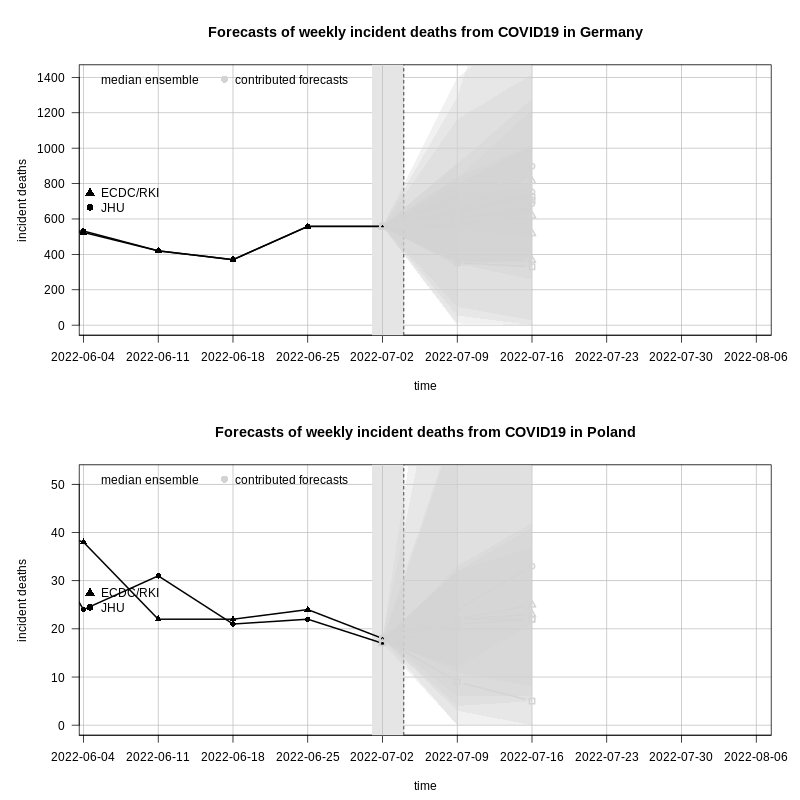 Forecasts of weekly incident deaths from COVID19 in Germany
median ensemble contributed forecasts
1400
1200
1000
800
600
400
200
0
incident deaths
ECDC/RKI
JHU
2022-06-04 2022-06-11 2022-06-18 2022-06-25 2022-07-02 2022-07-09 2022-07-16 2022-07-23 2022-07-30 2022-08-06
time
Forecasts of weekly incident deaths from COVID19 in Poland
median ensemble contributed forecasts
50
40
30
20
10
0
incident deaths
ECDC/RKI
JHU
2022-06-04 2022-06-11 2022-06-18 2022-06-25 2022-07-02 2022-07-09 2022-07-16 2022-07-23 2022-07-30 2022-08-06
time